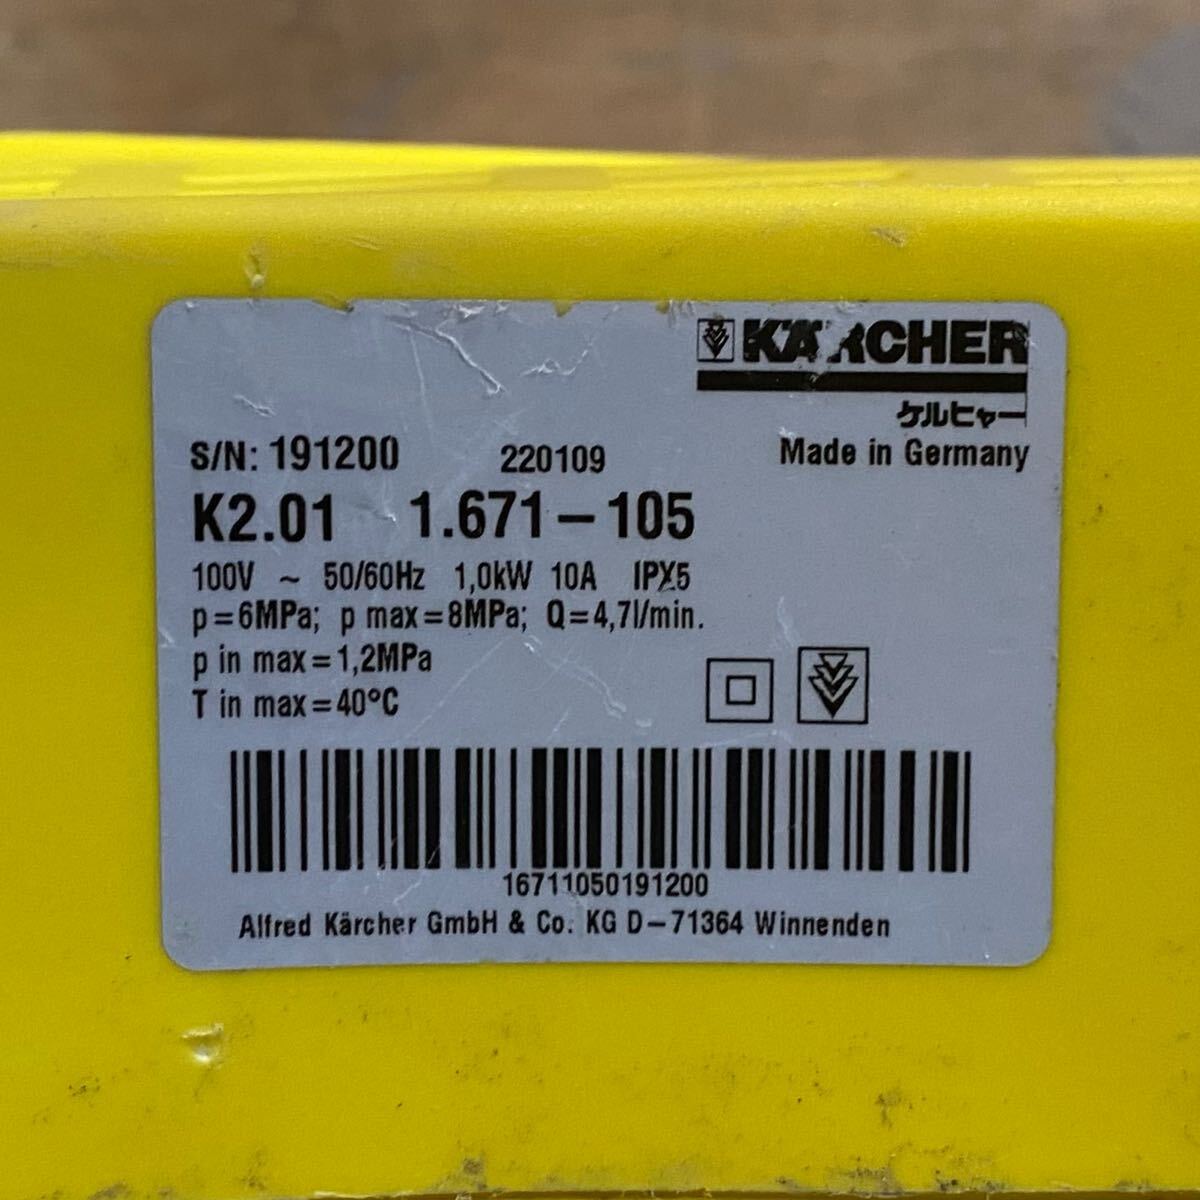 KÄRCHER
ケルヒャー
S/N: 191200 220109 Made in Germany
K2.01 1.671-105
100V ~ 50/60Hz 1,0kW 10A IPX5
p=6MPa; p max=8MPa; Q=4,7l/min.
p in max=1,2MPa
T in max=40°C
16711050191200
Alfred Kärcher GmbH & Co. KG D-71364 Winnenden